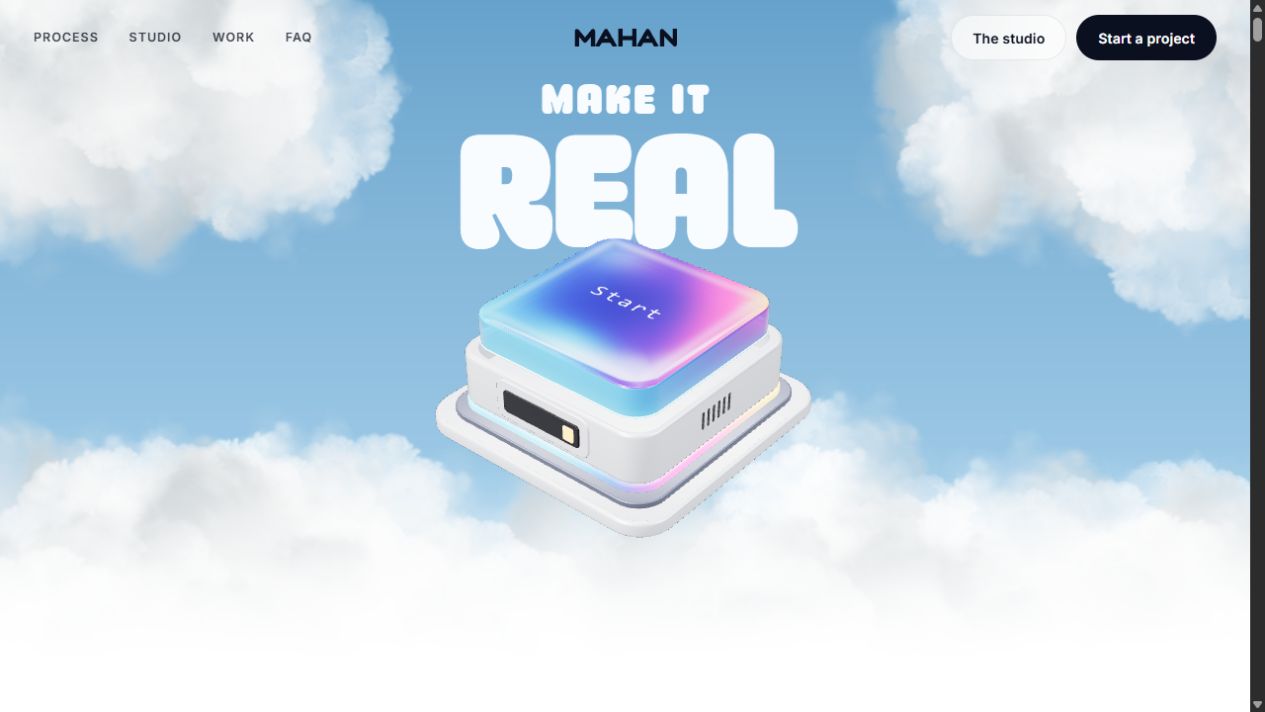 PROCESS STUDIO WORK FAQ MAHAN The studio Start a project
MAKE IT
REAL
Start